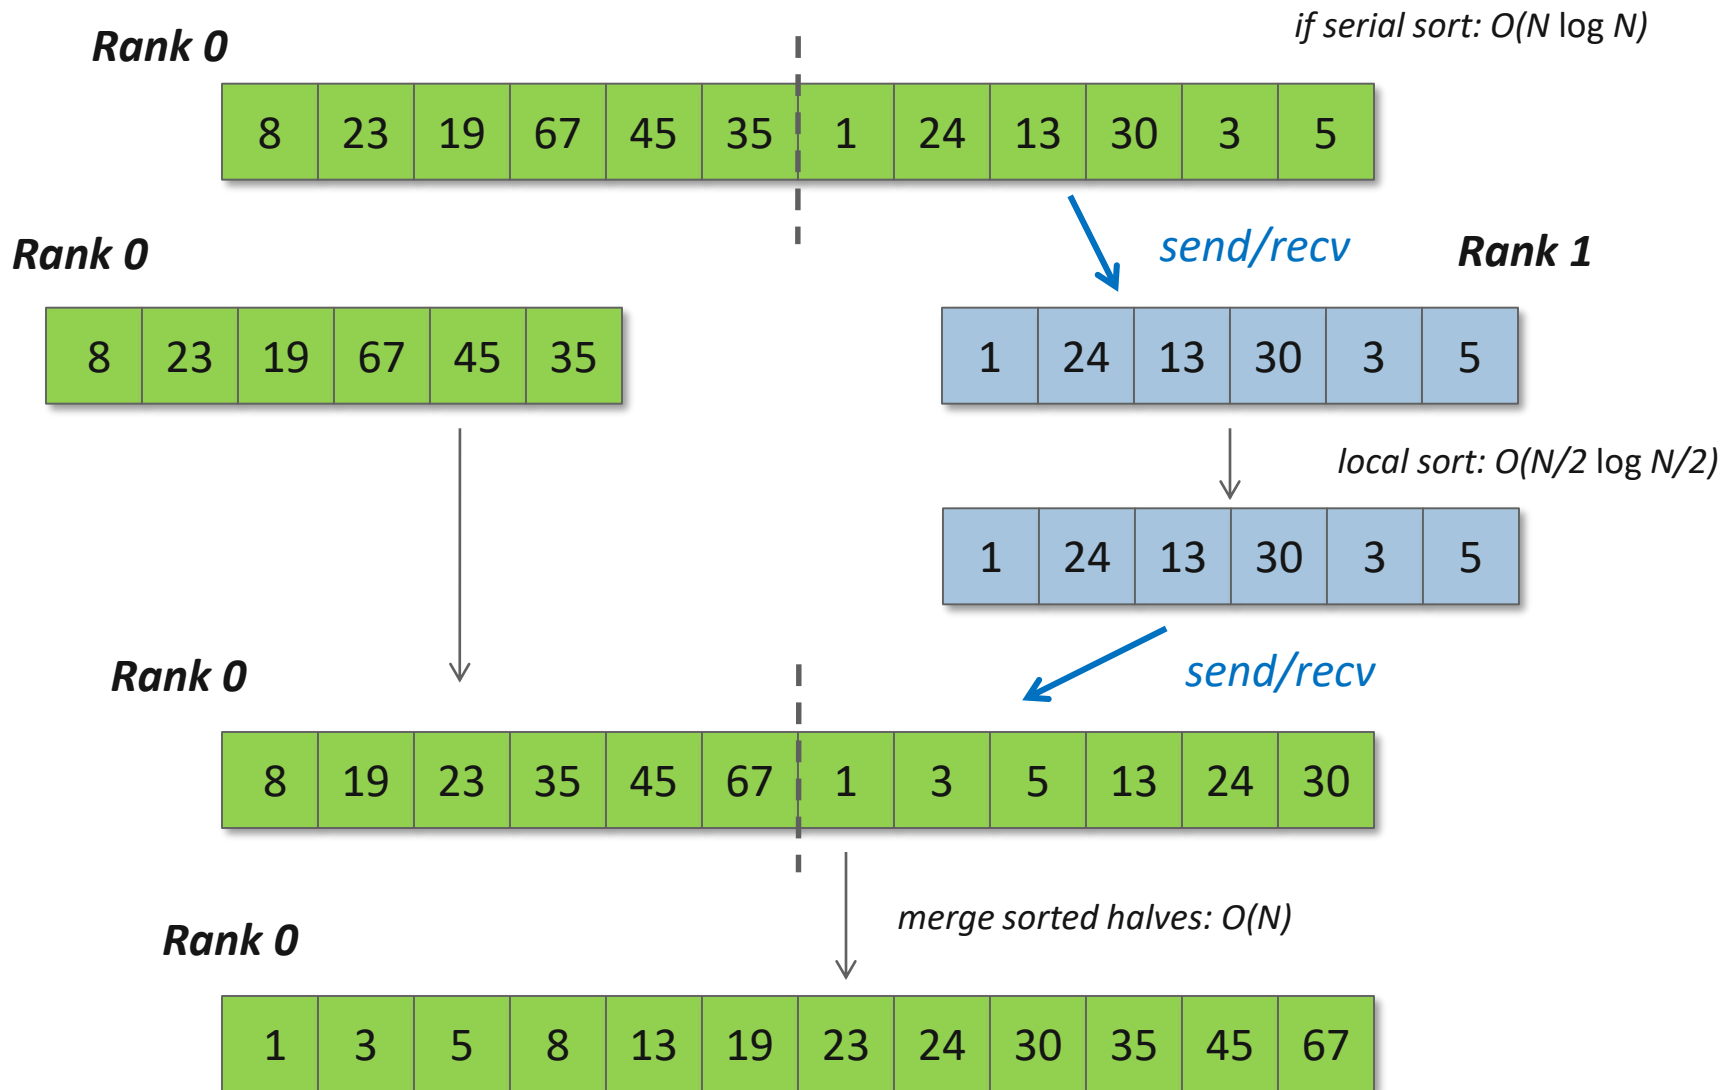 if serial sort: O(N log N)
Rank 0
8 23 19 67 45 35 1 24 13 30 3 5
Rank 0
send/recv
Rank 1
8 23 19 67 45 35
1 24 13 30 3 5
local sort: O(N/2 log N/2)
1 24 13 30 3 5
Rank 0
send/recv
8 19 23 35 45 67 1 3 5 13 24 30
merge sorted halves: O(N)
Rank 0
1 3 5 8 13 19 23 24 30 35 45 67